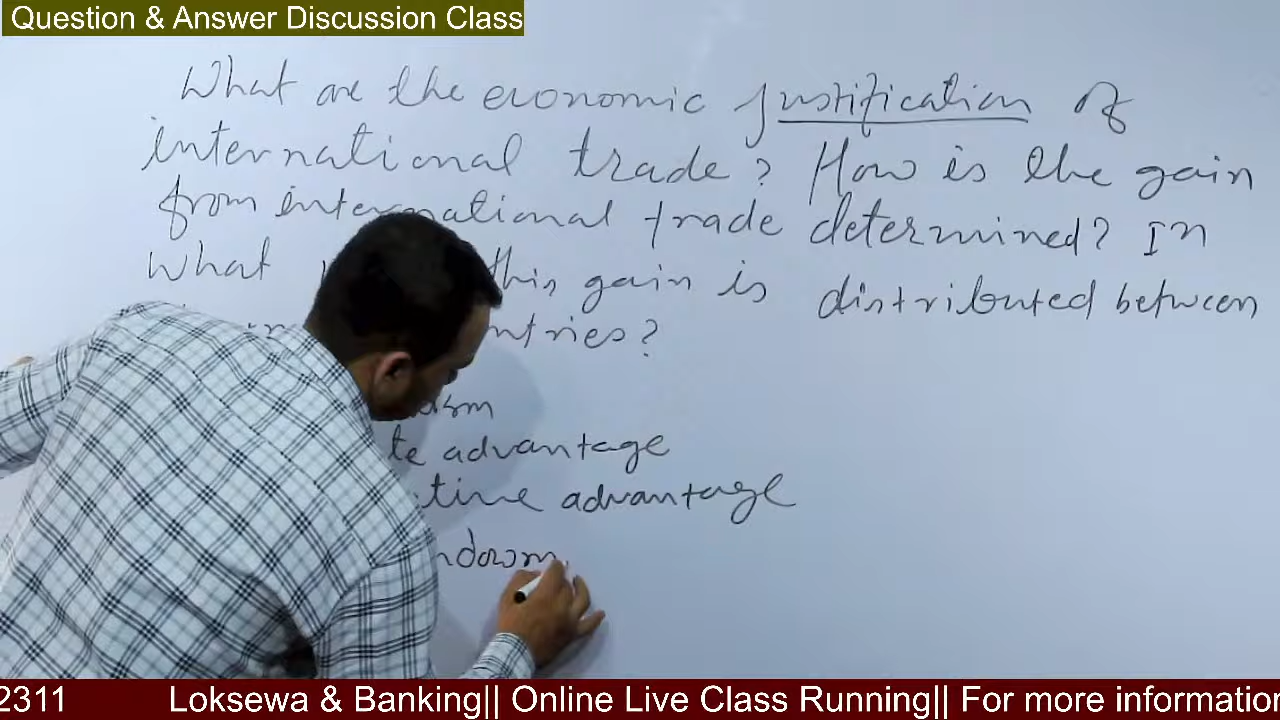 Question & Answer Discussion Class
What are the economic justification of
international trade? How is the gain
from international trade determined? In
what this gain is distributed between
ntries?
ism
te advantage
tive advantage
ndowm
2311 Loksewa & Banking|| Online Live Class Running|| For more informatio